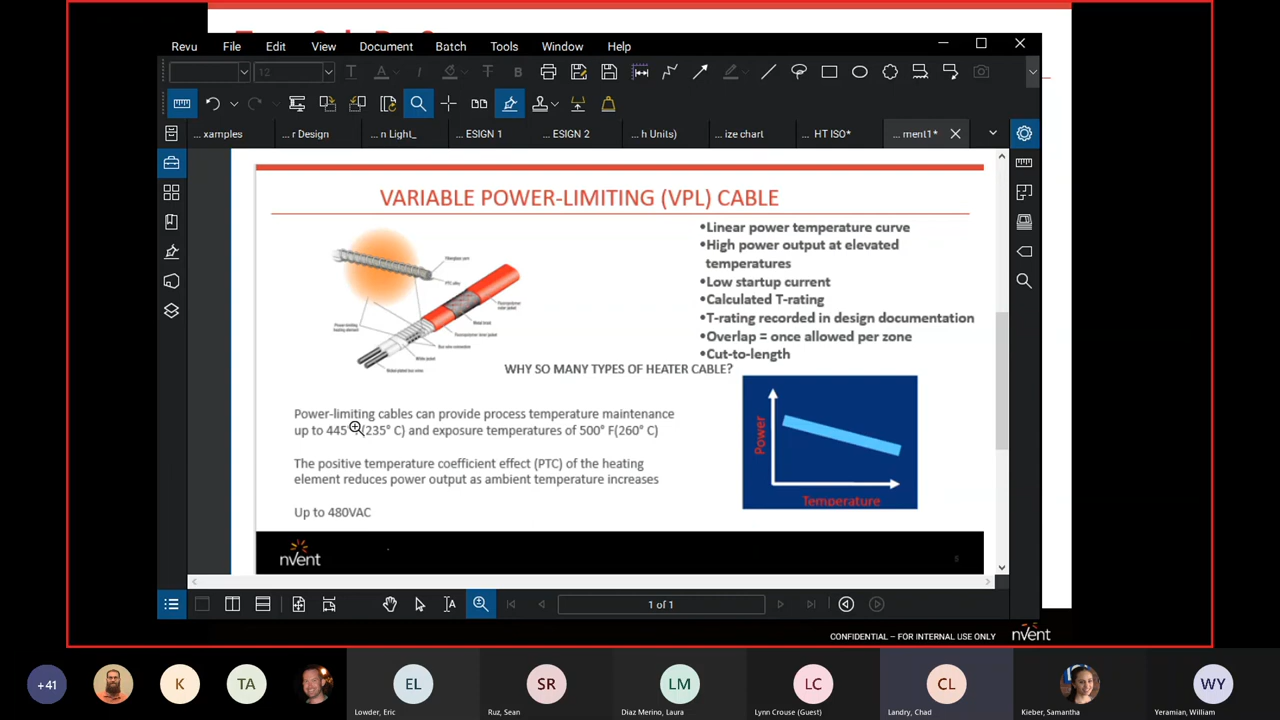 Revu File Edit View Document Batch Tools Window Help
12
... xamples ... r Design ... n Light_ ... ESIGN 1 ... ESIGN 2 ... h Units) ... ize chart ... HT ISO* ... ment1*
VARIABLE POWER-LIMITING (VPL) CABLE
•Linear power temperature curve
•High power output at elevated
temperatures
•Low startup current
•Calculated T-rating
•T-rating recorded in design documentation
•Overlap = once allowed per zone
•Cut-to-length
WHY SO MANY TYPES OF HEATER CABLE?
Power-limiting cables can provide process temperature maintenance
up to 445° (235° C) and exposure temperatures of 500° F(260° C)
The positive temperature coefficient effect (PTC) of the heating
element reduces power output as ambient temperature increases
Up to 480VAC
Power
Temperature
nVent
5
1 of 1
CONFIDENTIAL – FOR INTERNAL USE ONLY nVent
+41 K TA EL SR LM LC CL WY
Lowder, Eric Ruz, Sean Diaz Merino, Laura Lynn Crouse (Guest) Landry, Chad Kieber, Samantha Yeramian, William